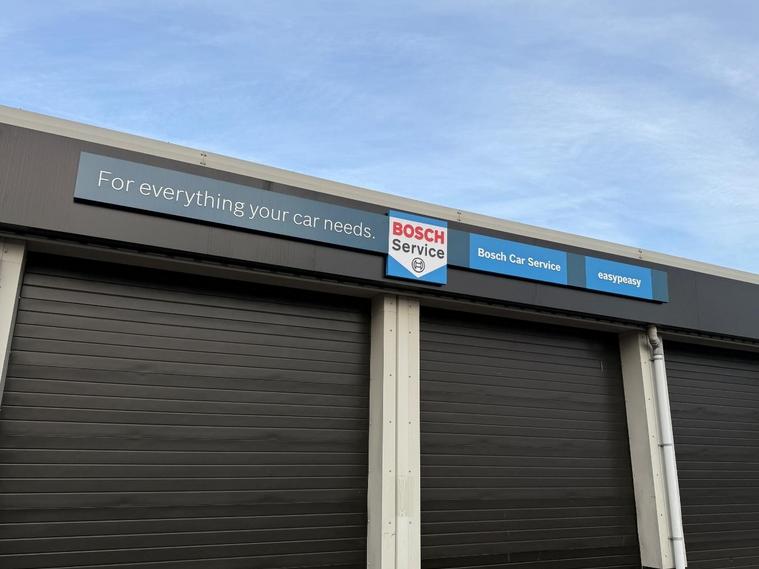 For everything your car needs.
BOSCH
Service
Bosch Car Service
easypeasy